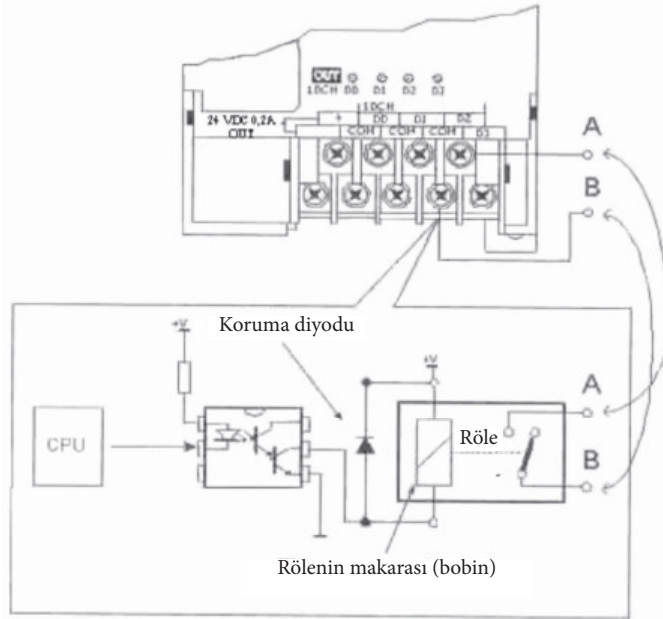 OUT
1DCH D0 D1 D2 D3
1DCH
24 VDC 0,2A
OUT
+ D0 D1 D2
COM COM COM D3
A
B
Koruma diyodu
+V
+V
CPU
Röle
A
B
Rölenin makarası (bobin)